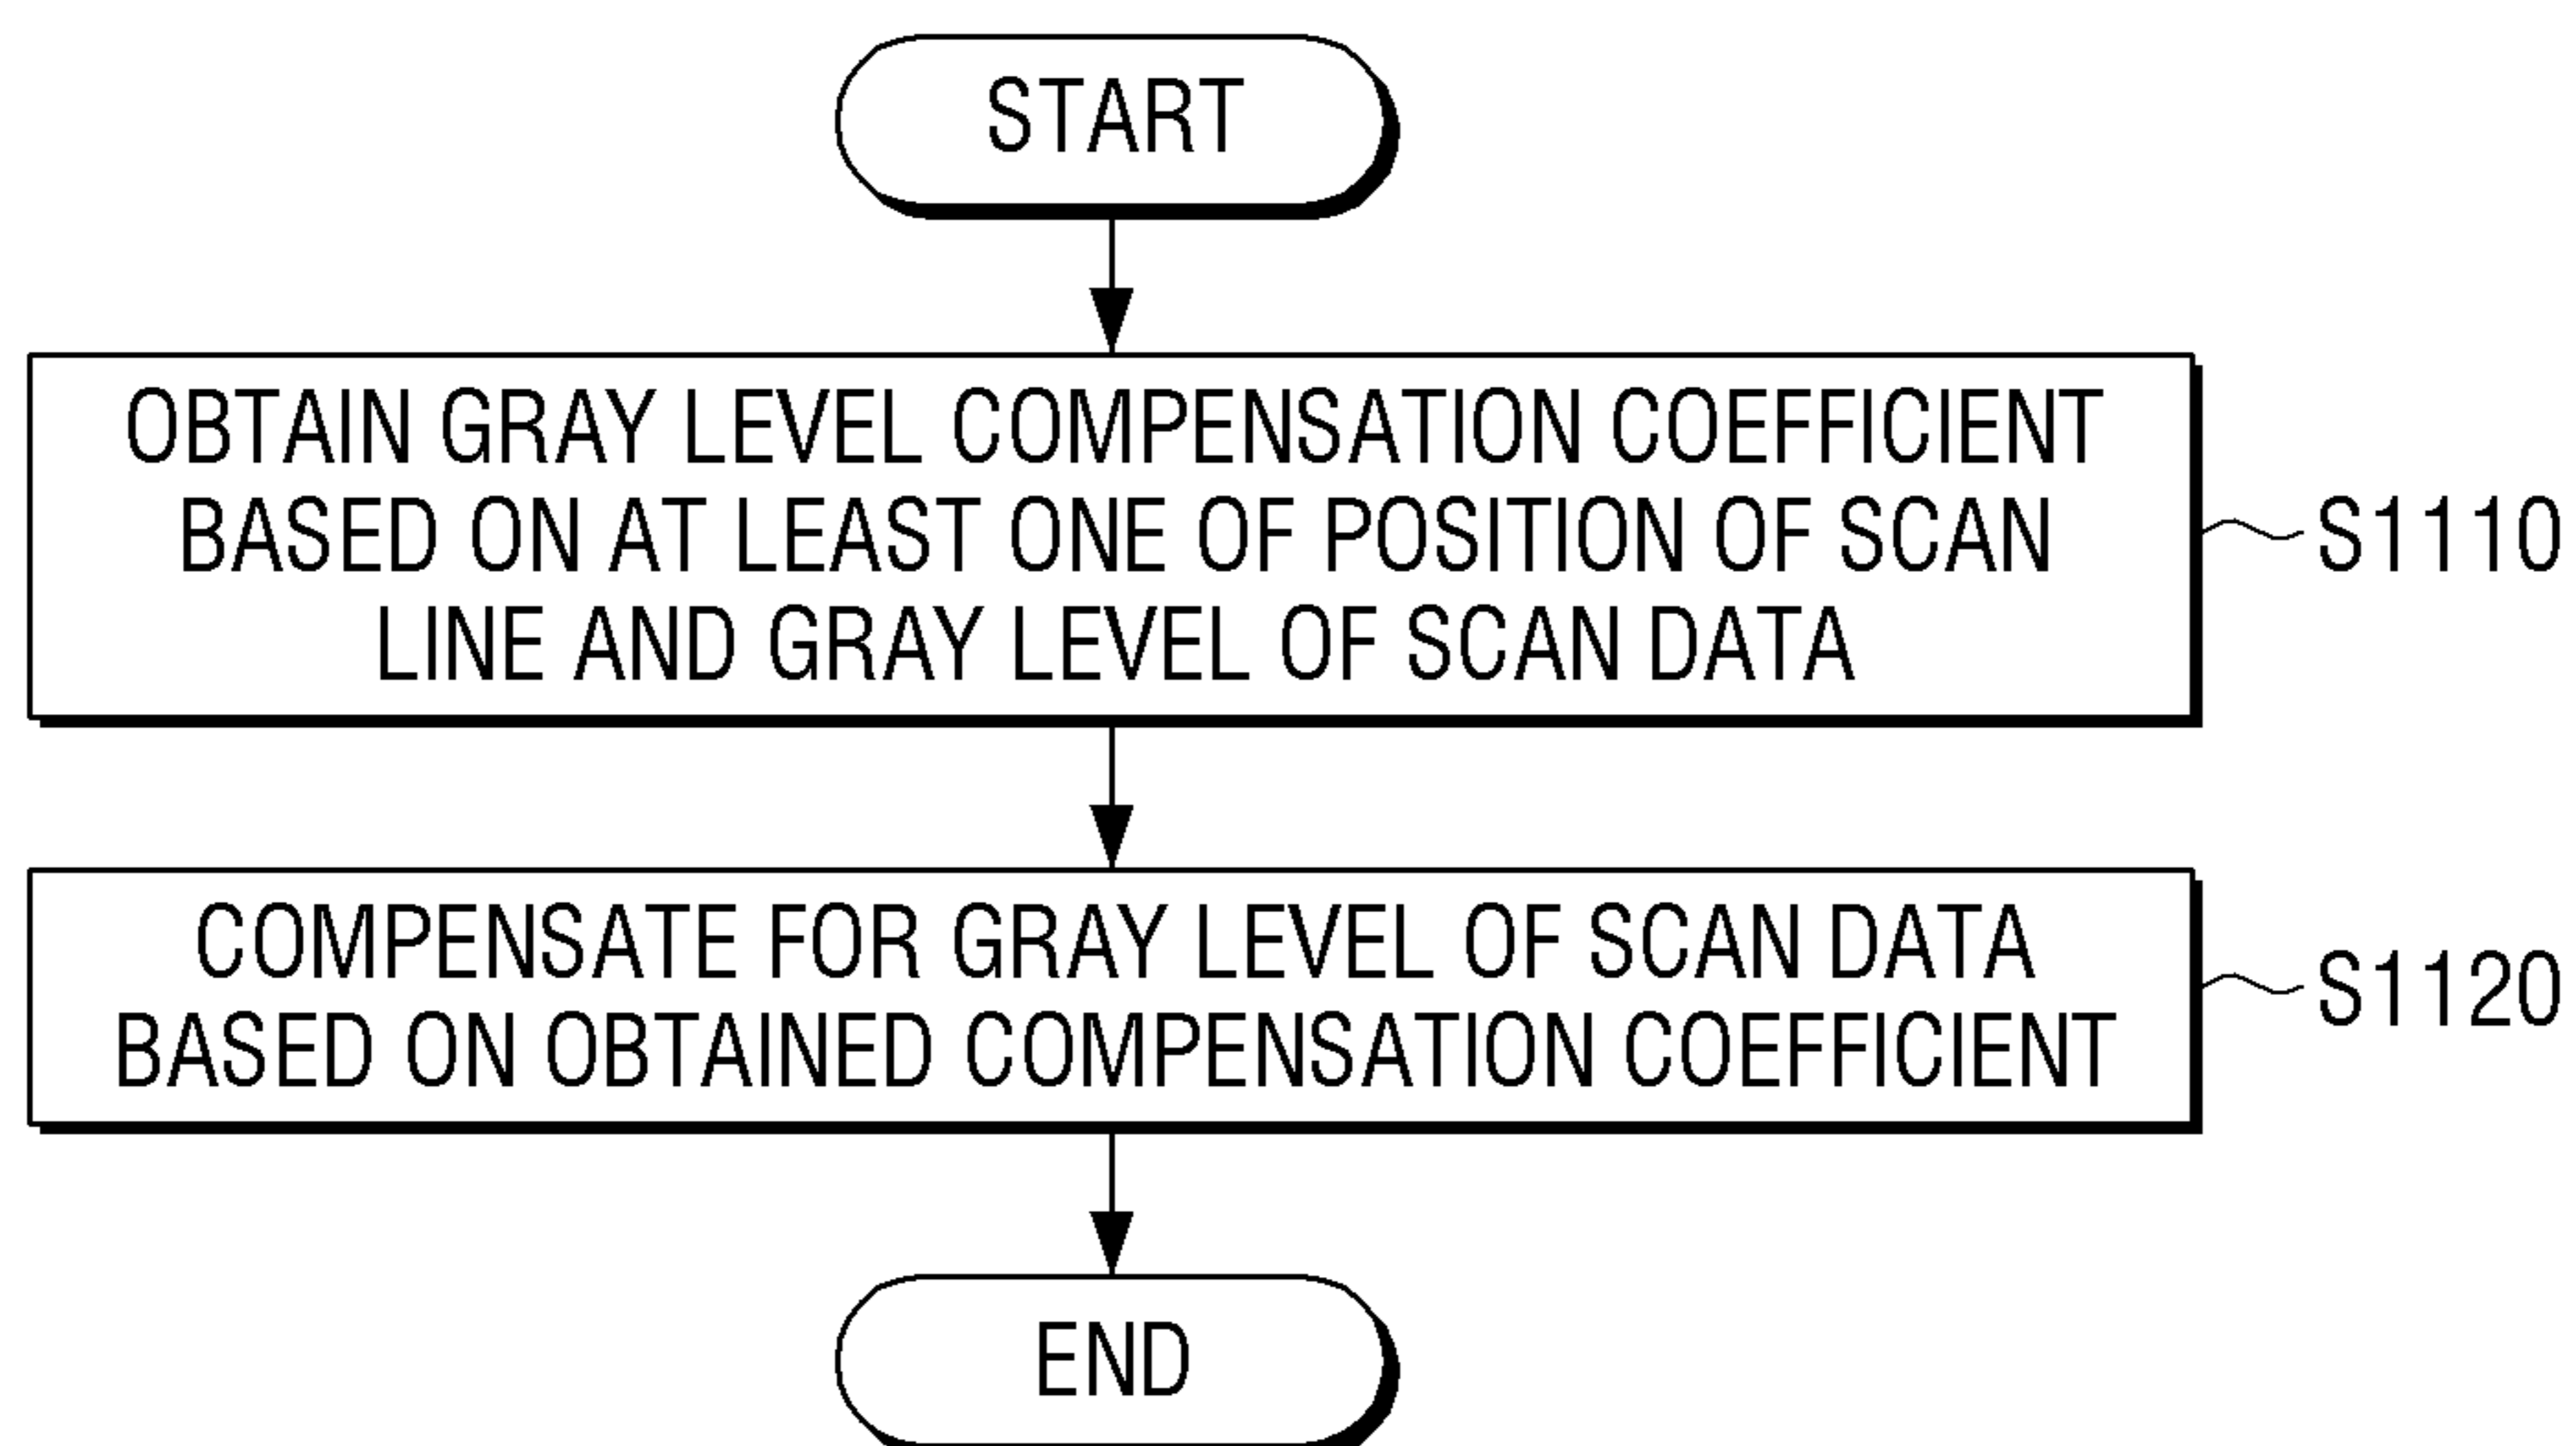 START
OBTAIN GRAY LEVEL COMPENSATION COEFFICIENT
BASED ON AT LEAST ONE OF POSITION OF SCAN
LINE AND GRAY LEVEL OF SCAN DATA
S1110
COMPENSATE FOR GRAY LEVEL OF SCAN DATA
BASED ON OBTAINED COMPENSATION COEFFICIENT
S1120
END